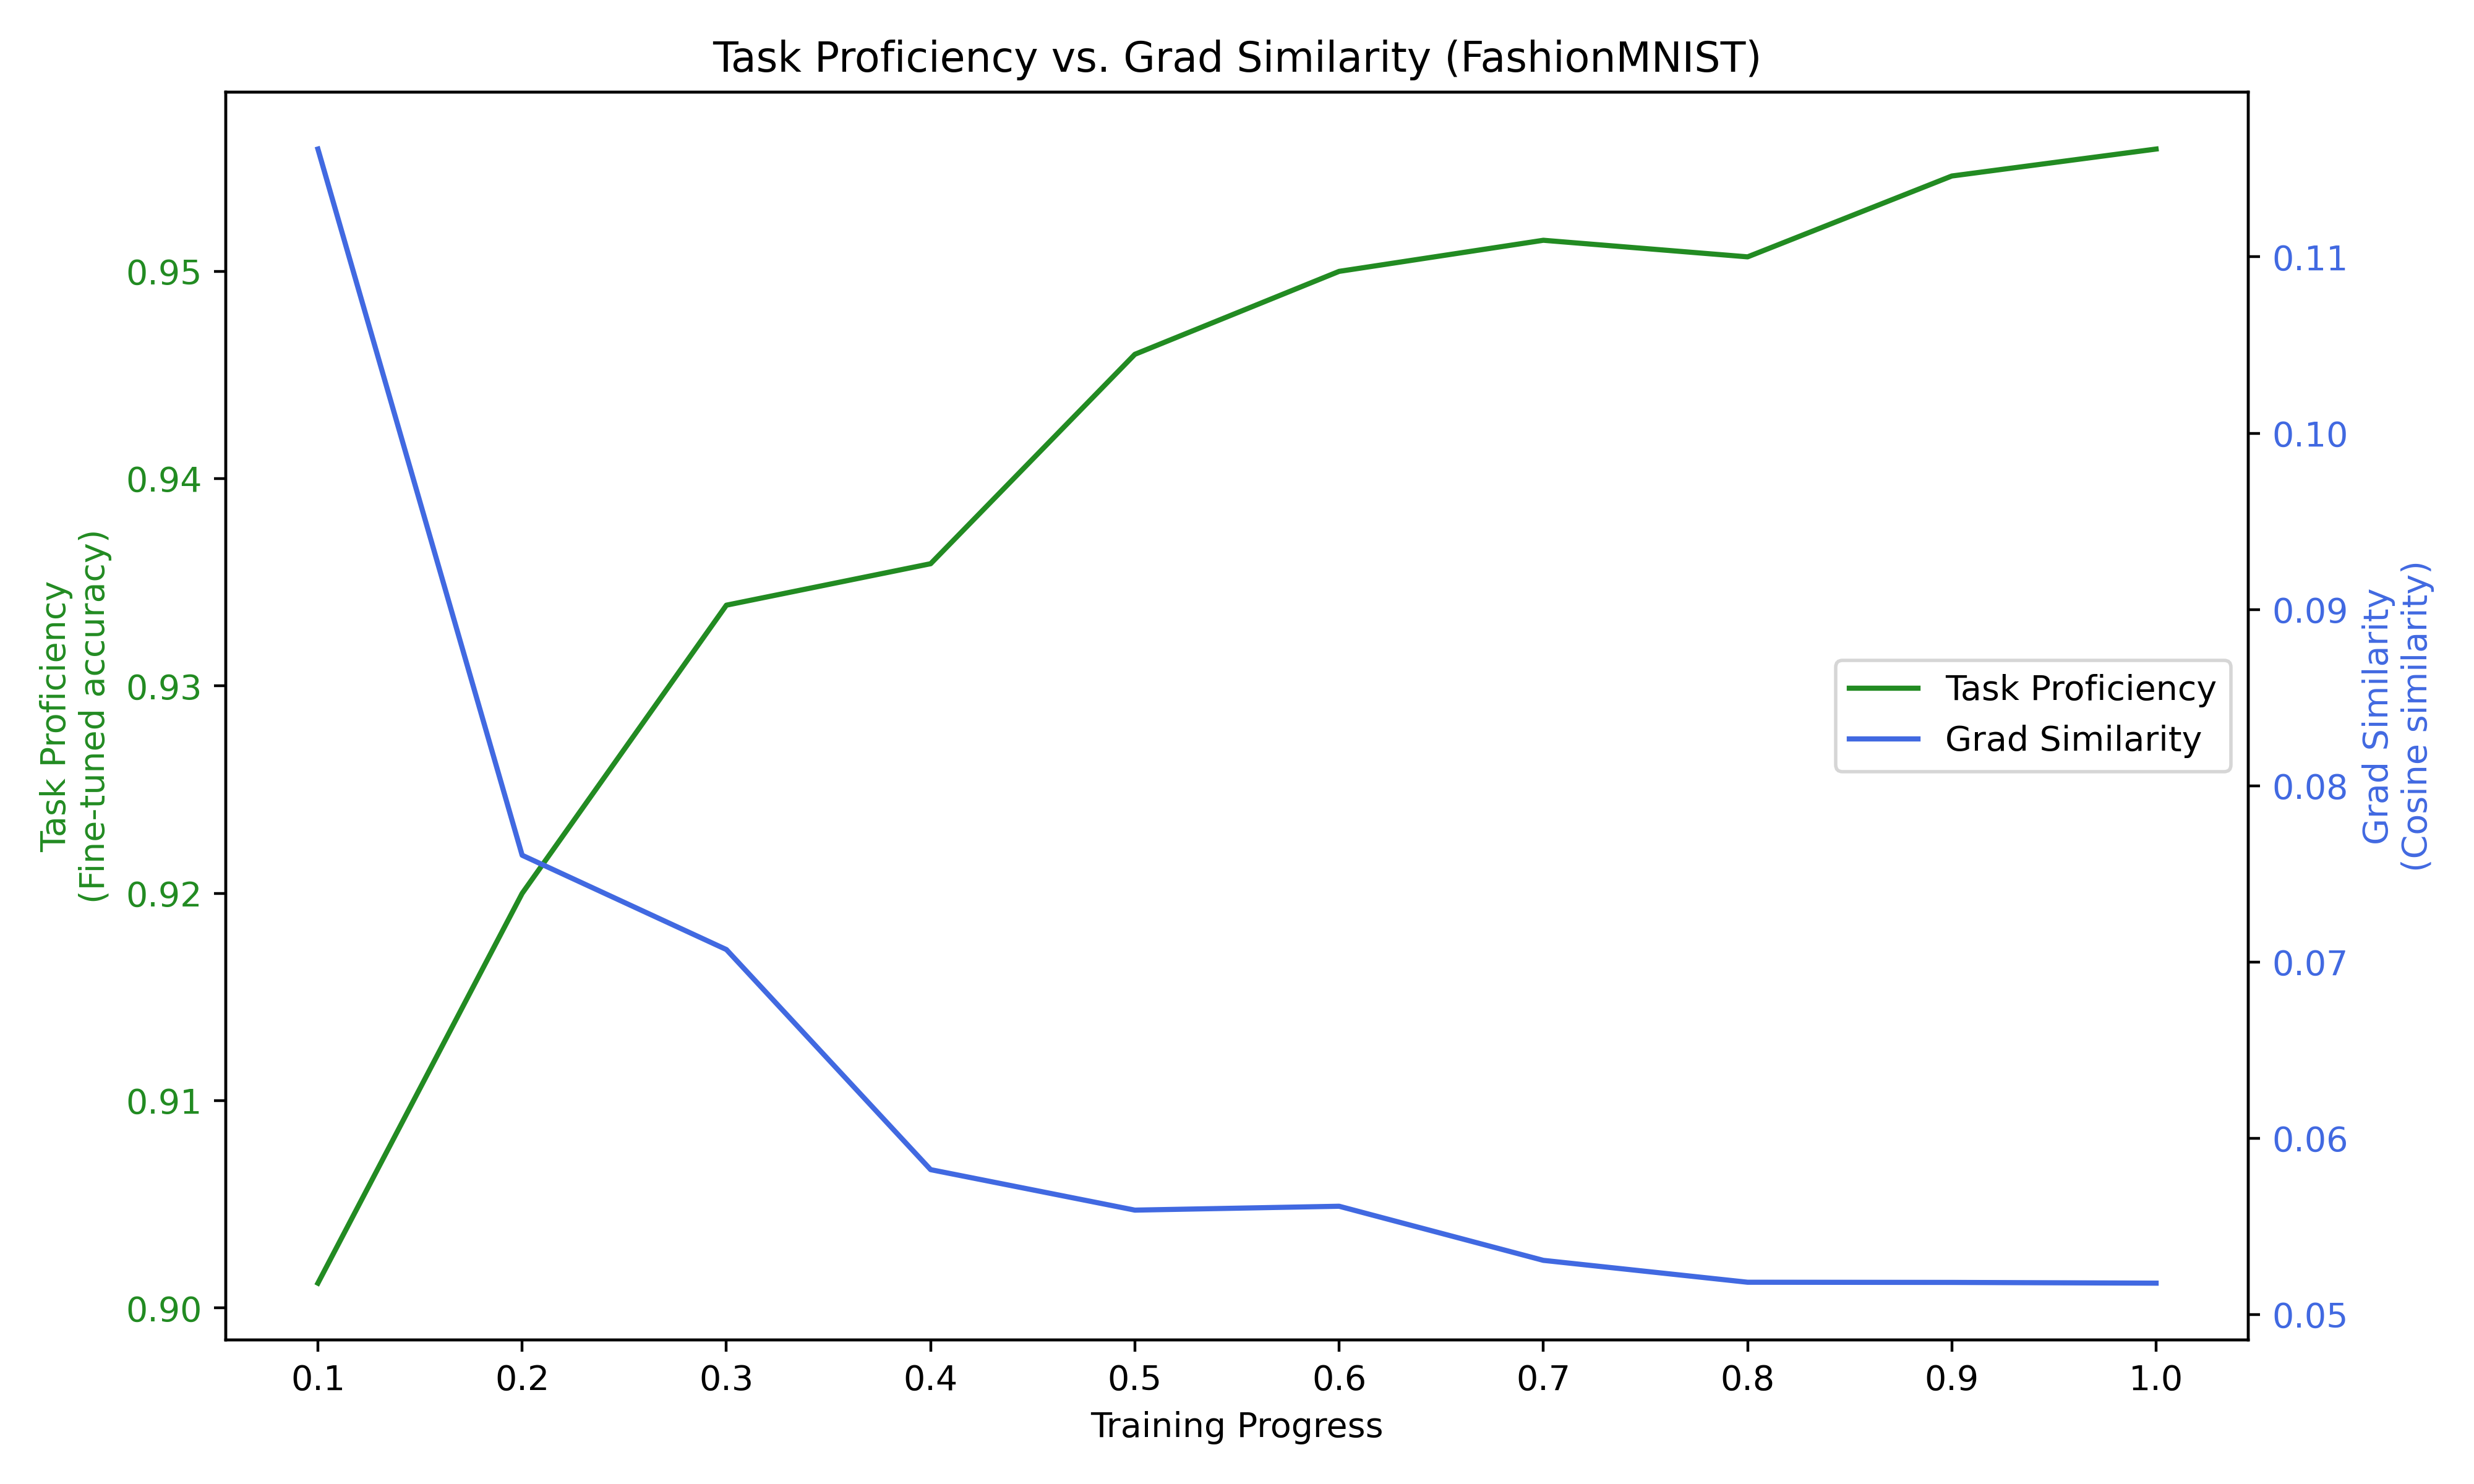 Task Proficiency vs. Grad Similarity (FashionMNIST)
Task Proficiency
(Fine-tuned accuracy)
0.95
0.94
0.93
0.92
0.91
0.90
0.11
0.10
0.09
0.08
0.07
0.06
0.05
Grad Similarity
(Cosine similarity)
Task Proficiency
Grad Similarity
0.1 0.2 0.3 0.4 0.5 0.6 0.7 0.8 0.9 1.0
Training Progress